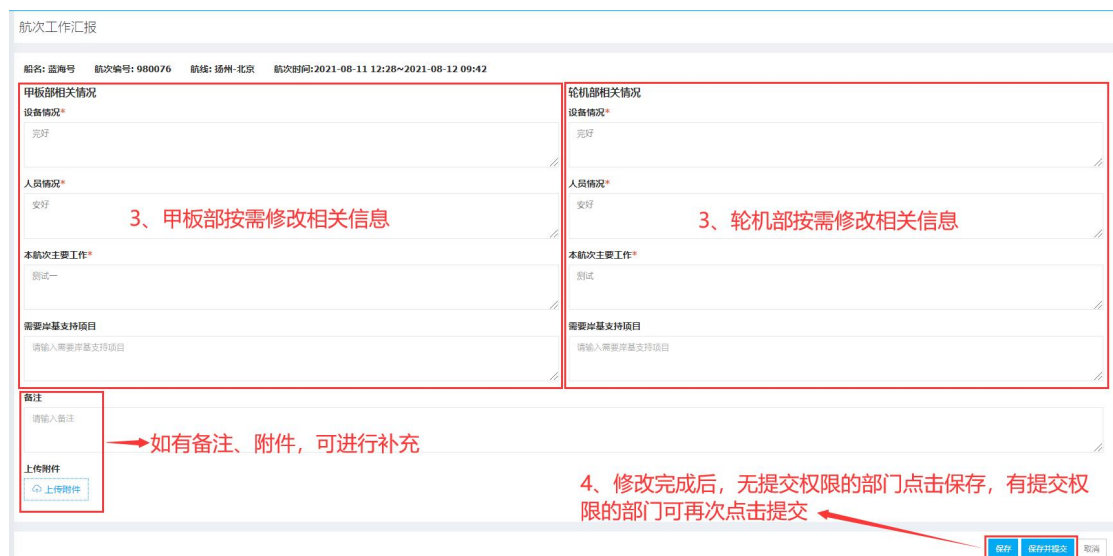 航次工作汇报
船名: 蓝海号 航次编号: 980076 航线: 扬州-北京 航次时间:2021-08-11 12:28~2021-08-12 09:42
甲板部相关情况
设备情况*
完好
人员情况*
安好
3、甲板部按需修改相关信息
本航次主要工作*
测试一
需要岸基支持项目
请输入需要岸基支持项目
轮机部相关情况
设备情况*
完好
人员情况*
安好
3、轮机部按需修改相关信息
本航次主要工作*
测试
需要岸基支持项目
请输入需要岸基支持项目
备注
请输入备注
如有备注、附件，可进行补充
上传附件
上传附件
4、修改完成后，无提交权限的部门点击保存，有提交权
限的部门可再次点击提交
保存 保存并提交 取消